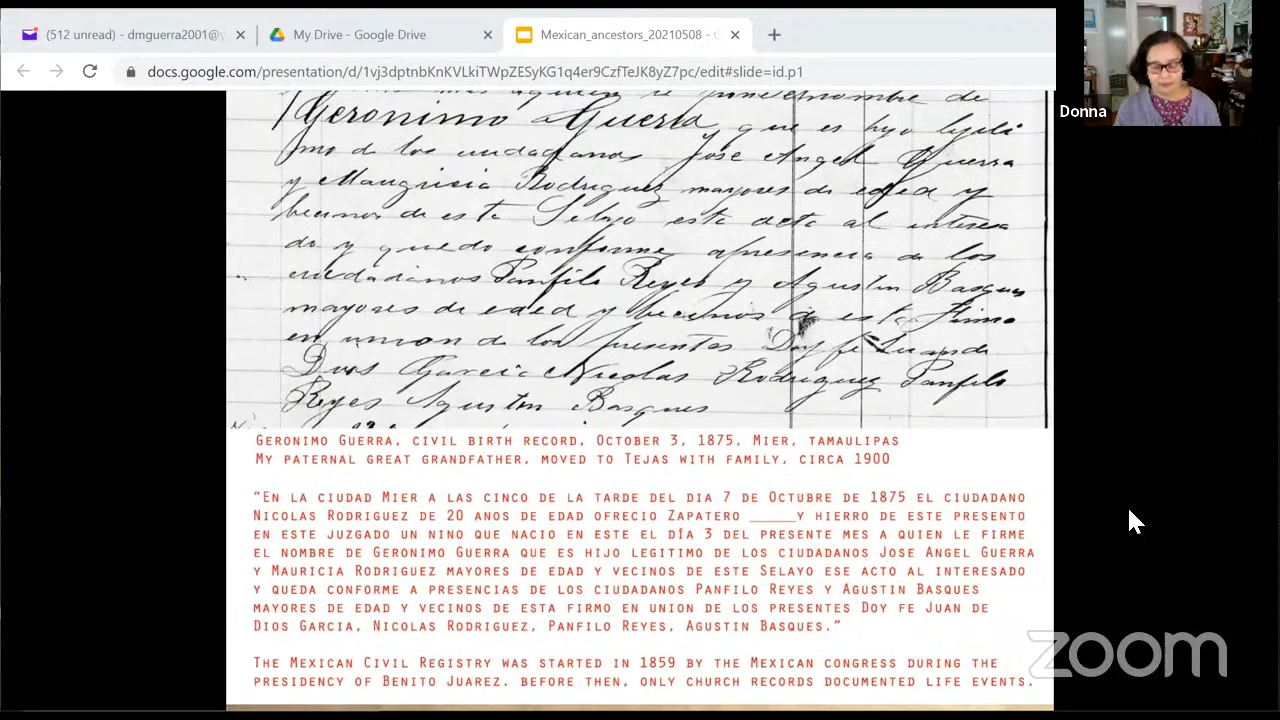 (512 unread) - dmguerra2001@y
My Drive - Google Drive
Mexican_ancestors_20210508 - G
docs.google.com/presentation/d/1vj3dptnbKnKVLkiTWpZESyKG1q4er9CzfTeJK8yZ7pc/edit#slide=id.p1
Donna
nombre de
Geronimo Guerra que es hijo lejiti
mo de los ciudadanos Jose Angel Guerra
y Maugricia Rodriguez mayores de edad y
becinos de esta Selayo esta acta al interesa
do y quedo conforme apresencia de los
ciudadanos Panfilo Reyes y Agustin Basques
mayores de edad y becinos de esta firmo
en union de los presentes Doy fe Juan de
Dios Garcia Nicolas Rodriguez Panfilo
Reyes Agustin Basques
Geronimo Guerra, civil birth record, October 3, 1875, Mier, Tamaulipas
My paternal great grandfather, moved to Tejas with family, circa 1900
“En la ciudad Mier a las cinco de la tarde del dia 7 de Octubre de 1875 el ciudadano
Nicolas Rodriguez de 20 anos de edad ofrecio Zapatero _____y hierro de este presento
en este juzgado un nino que nacio en este el día 3 del presente mes a quien le firme
el nombre de Geronimo Guerra que es hijo legitimo de los ciudadanos Jose Angel Guerra
y Mauricia Rodriguez mayores de edad y vecinos de este Selayo ese acto al interesado
y queda conforme a presencias de los ciudadanos Panfilo Reyes y Agustin Basques
mayores de edad y vecinos de esta firmo en union de los presentes Doy fe Juan de
Dios Garcia, Nicolas Rodriguez, Panfilo Reyes, Agustin Basques.”
The Mexican Civil Registry was started in 1859 by the Mexican congress during the
presidency of Benito Juarez. before then, only church records documented life events.
zoom